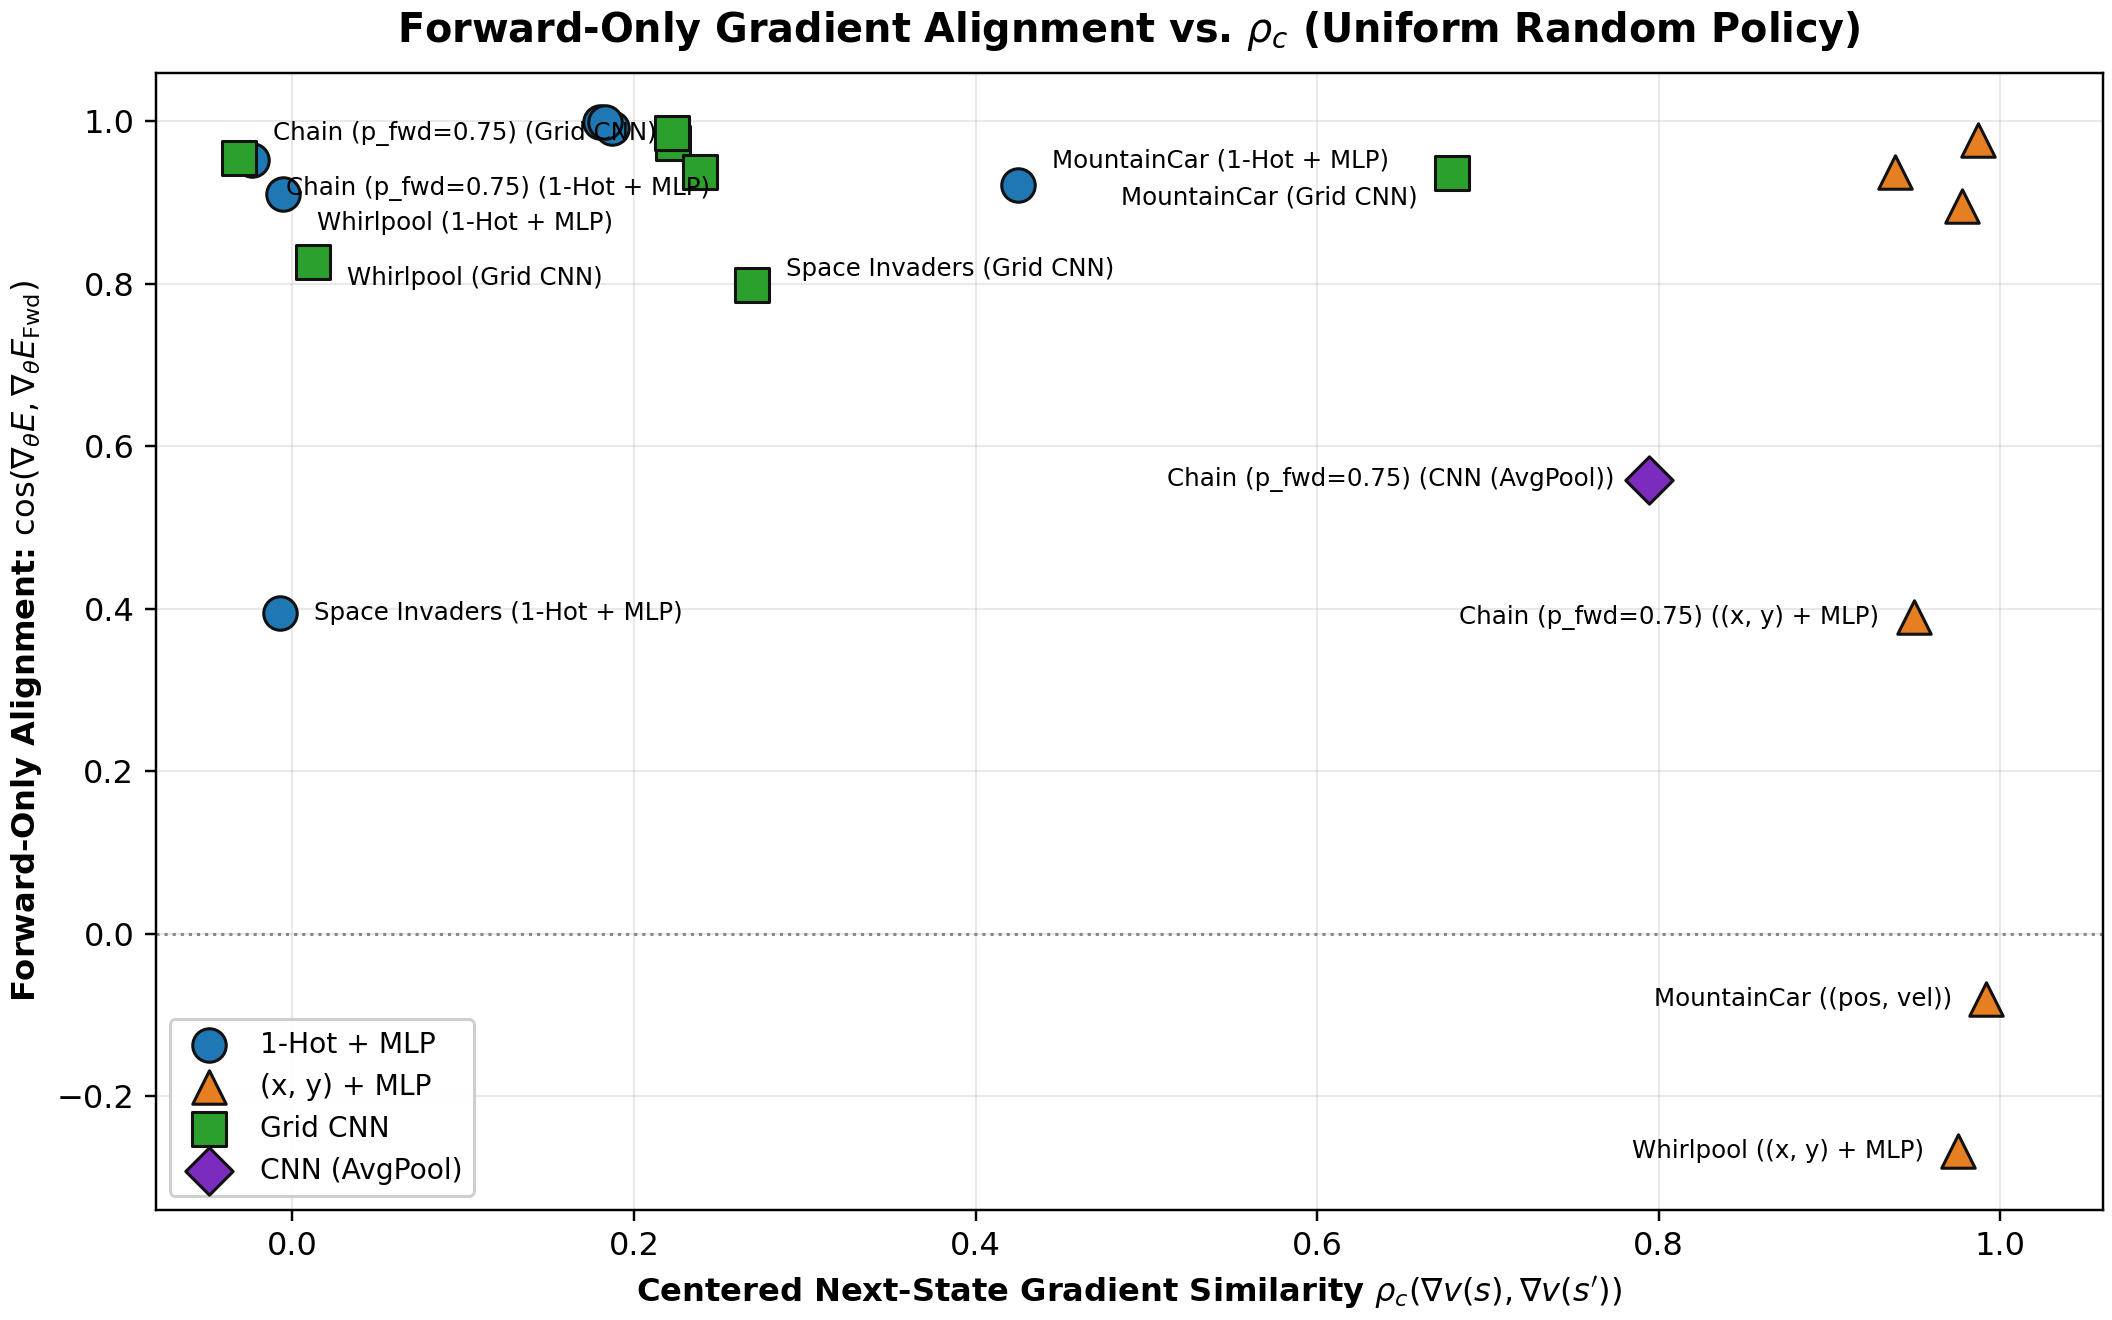 Forward-Only Gradient Alignment vs. ρ_c (Uniform Random Policy)
Forward-Only Alignment: cos(∇_θE, ∇_θE_Fwd)
1.0
0.8
0.6
0.4
0.2
0.0
−0.2
Chain (p_fwd=0.75) (Grid CNN)
Chain (p_fwd=0.75) (1-Hot + MLP)
Whirlpool (1-Hot + MLP)
Whirlpool (Grid CNN)
MountainCar (1-Hot + MLP)
MountainCar (Grid CNN)
Space Invaders (Grid CNN)
Chain (p_fwd=0.75) (CNN (AvgPool))
Space Invaders (1-Hot + MLP)
Chain (p_fwd=0.75) ((x, y) + MLP)
MountainCar ((pos, vel))
Whirlpool ((x, y) + MLP)
1-Hot + MLP
(x, y) + MLP
Grid CNN
CNN (AvgPool)
0.0
0.2
0.4
0.6
0.8
1.0
Centered Next-State Gradient Similarity ρ_c(∇v(s), ∇v(s′))